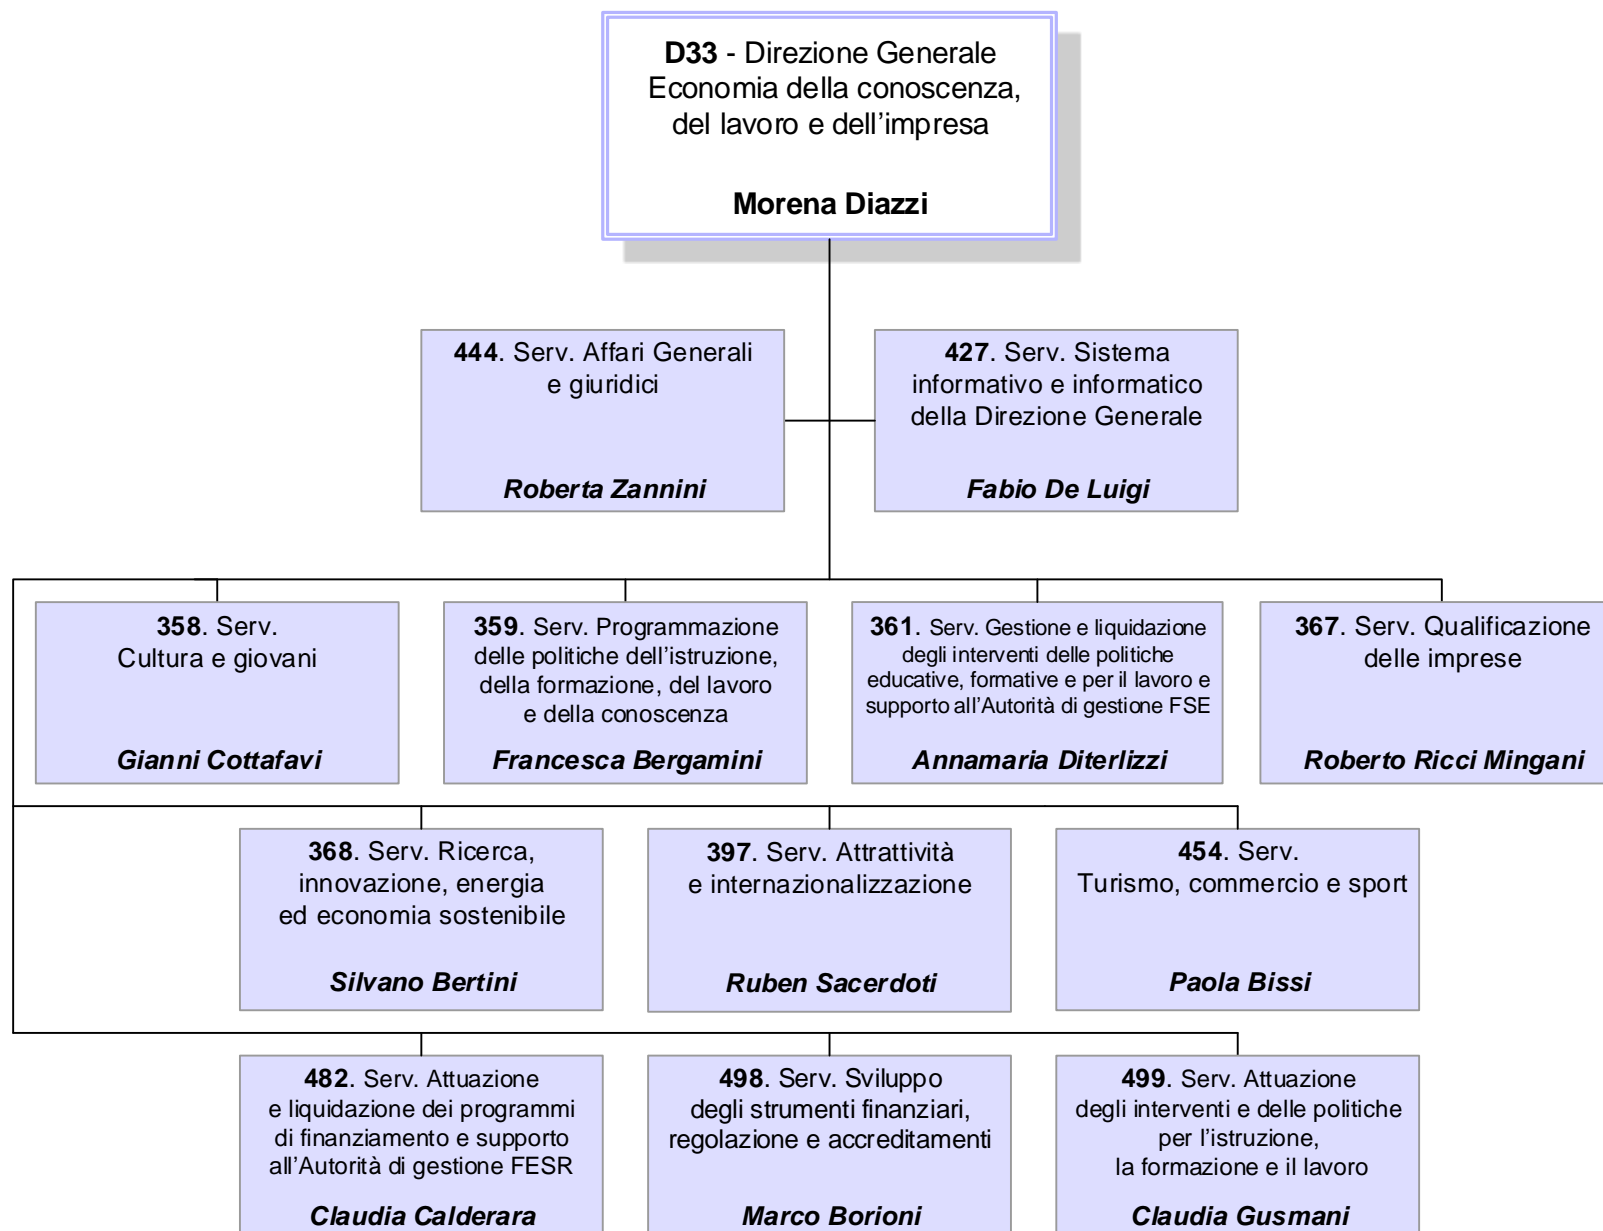 D33 - Direzione Generale
Economia della conoscenza,
del lavoro e dell'impresa
Morena Diazzi
444. Serv. Affari Generali
e giuridici
Roberta Zannini
427. Serv. Sistema
informativo e informatico
della Direzione Generale
Fabio De Luigi
358. Serv.
Cultura e giovani
Gianni Cottafavi
359. Serv. Programmazione
delle politiche dell'istruzione,
della formazione, del lavoro
e della conoscenza
Francesca Bergamini
361. Serv. Gestione e liquidazione
degli interventi delle politiche
educative, formative e per il lavoro e
supporto all'Autorità di gestione FSE
Annamaria Diterlizzi
367. Serv. Qualificazione
delle imprese
Roberto Ricci Mingani
368. Serv. Ricerca,
innovazione, energia
ed economia sostenibile
Silvano Bertini
397. Serv. Attrattività
e internazionalizzazione
Ruben Sacerdoti
454. Serv.
Turismo, commercio e sport
Paola Bissi
482. Serv. Attuazione
e liquidazione dei programmi
di finanziamento e supporto
all'Autorità di gestione FESR
Claudia Calderara
498. Serv. Sviluppo
degli strumenti finanziari,
regolazione e accreditamenti
Marco Borioni
499. Serv. Attuazione
degli interventi e delle politiche
per l'istruzione,
la formazione e il lavoro
Claudia Gusmani